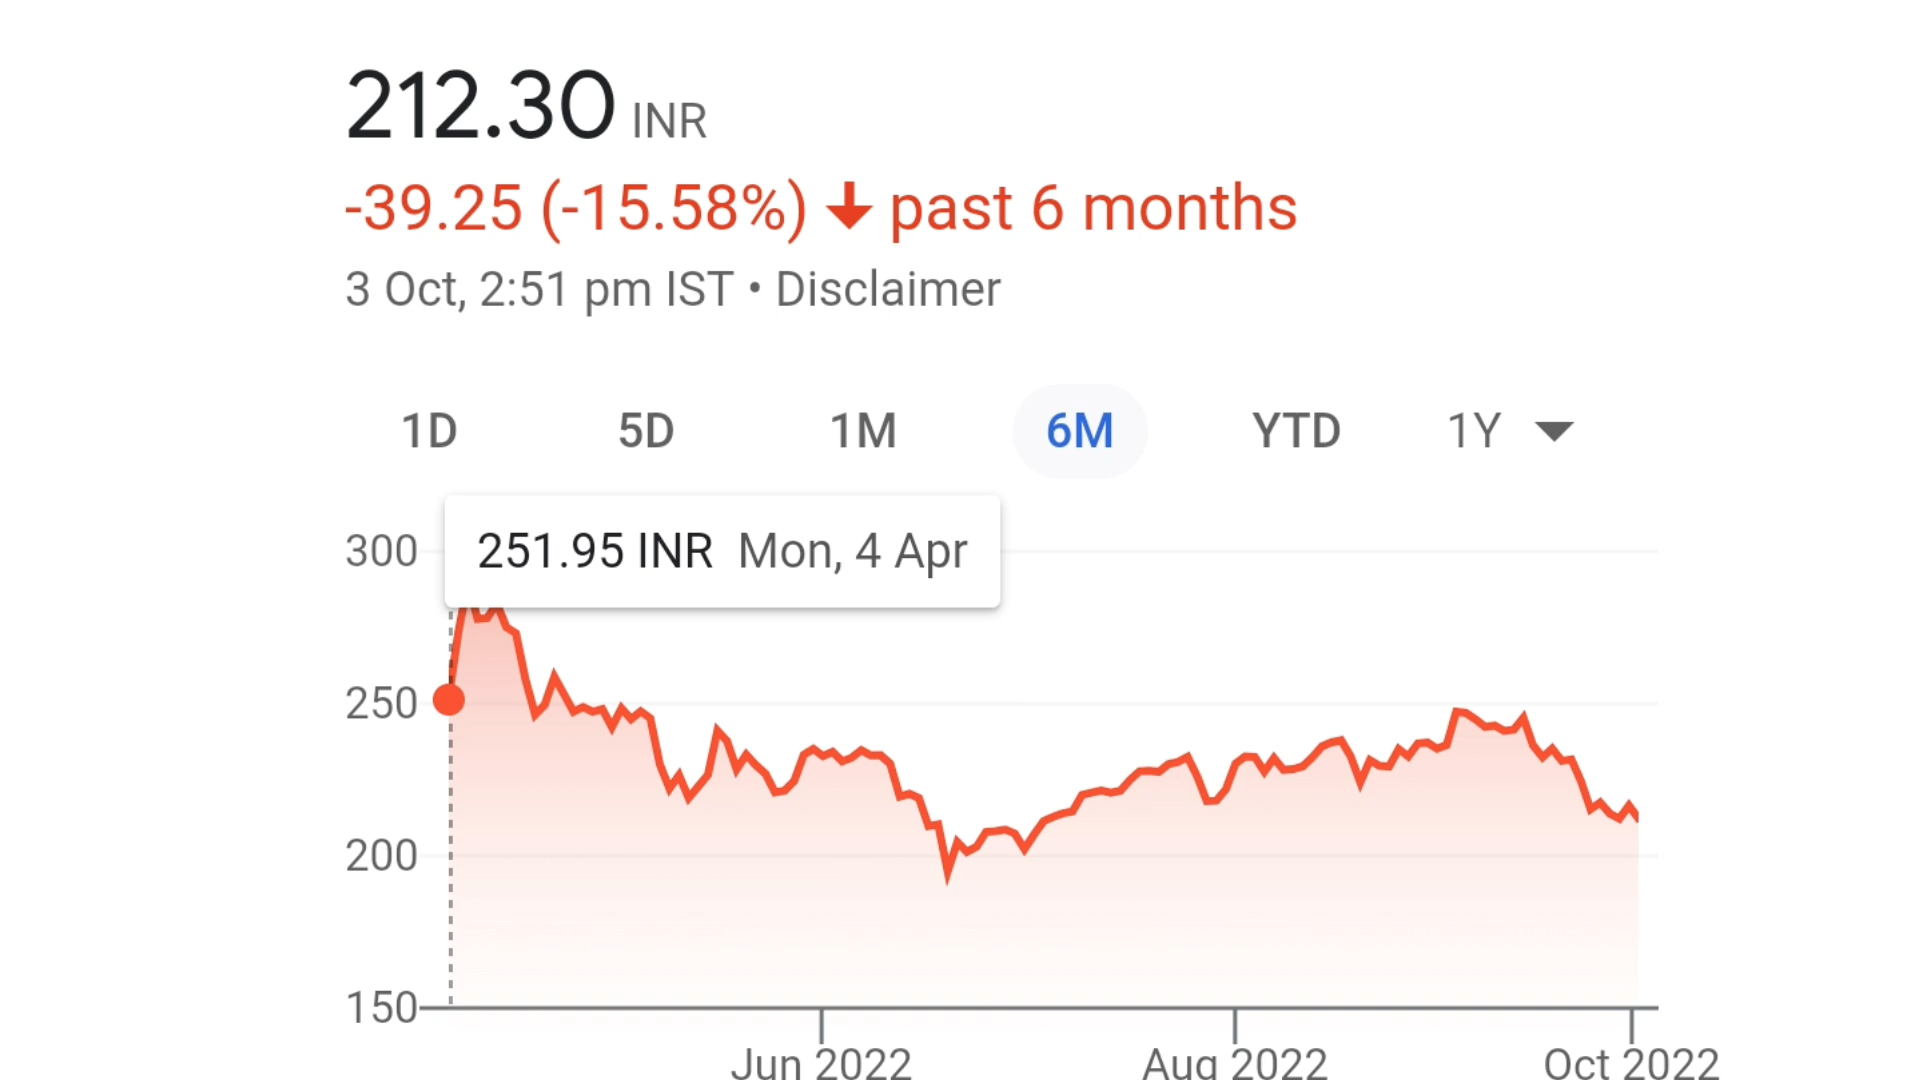 212.30 INR
-39.25 (-15.58%) ↓ past 6 months
3 Oct, 2:51 pm IST • Disclaimer
1D 5D 1M 6M YTD 1Y
251.95 INR Mon, 4 Apr
300
250
200
150
Jun 2022 Aug 2022 Oct 2022